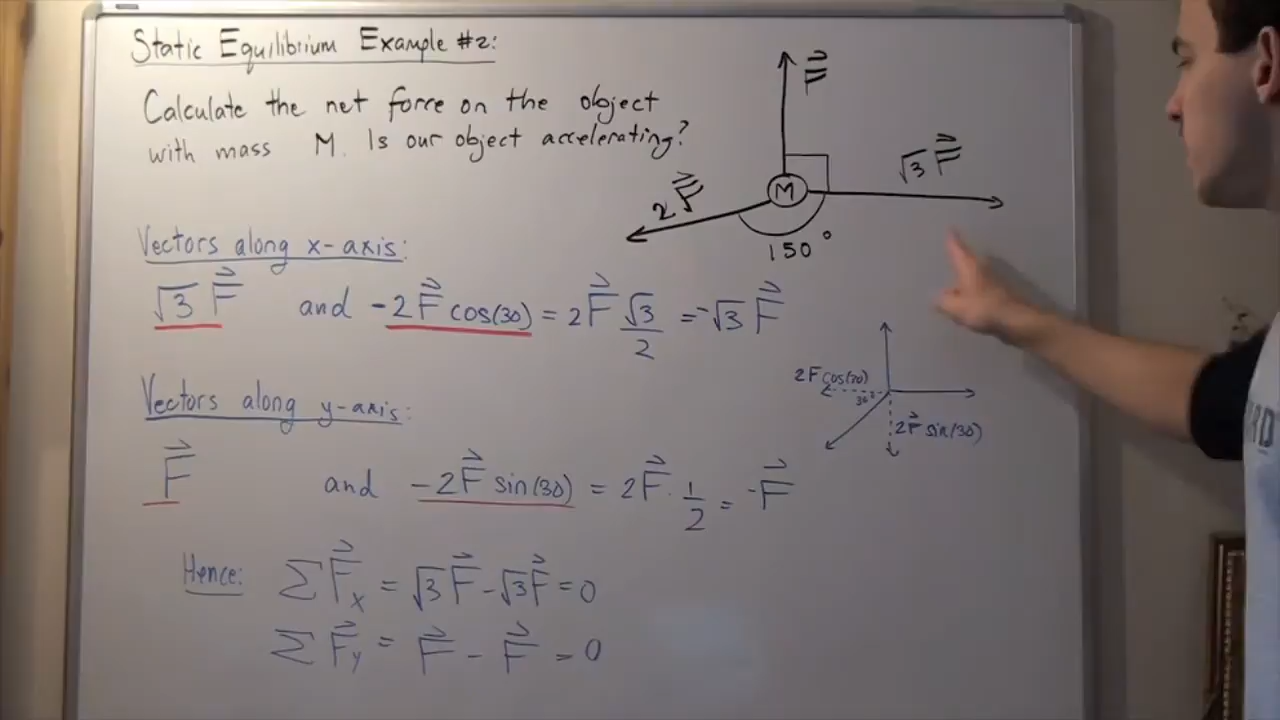 Static Equilibrium Example #2:
Calculate the net force on the object
with mass M. Is our object accelerating?
F⃗
√3 F⃗
2 F⃗
M
150°
Vectors along x-axis:
√3 F⃗ and -2F⃗ cos(30) = 2F⃗ √3/2 = -√3 F⃗
2F cos(30)
30°
2F⃗ sin(30)
Vectors along y-axis:
F⃗ and -2F⃗ sin(30) = 2F⃗ · 1/2 = -F⃗
Hence: ΣF⃗x = √3 F⃗ - √3 F⃗ = 0
ΣF⃗y = F⃗ - F⃗ = 0